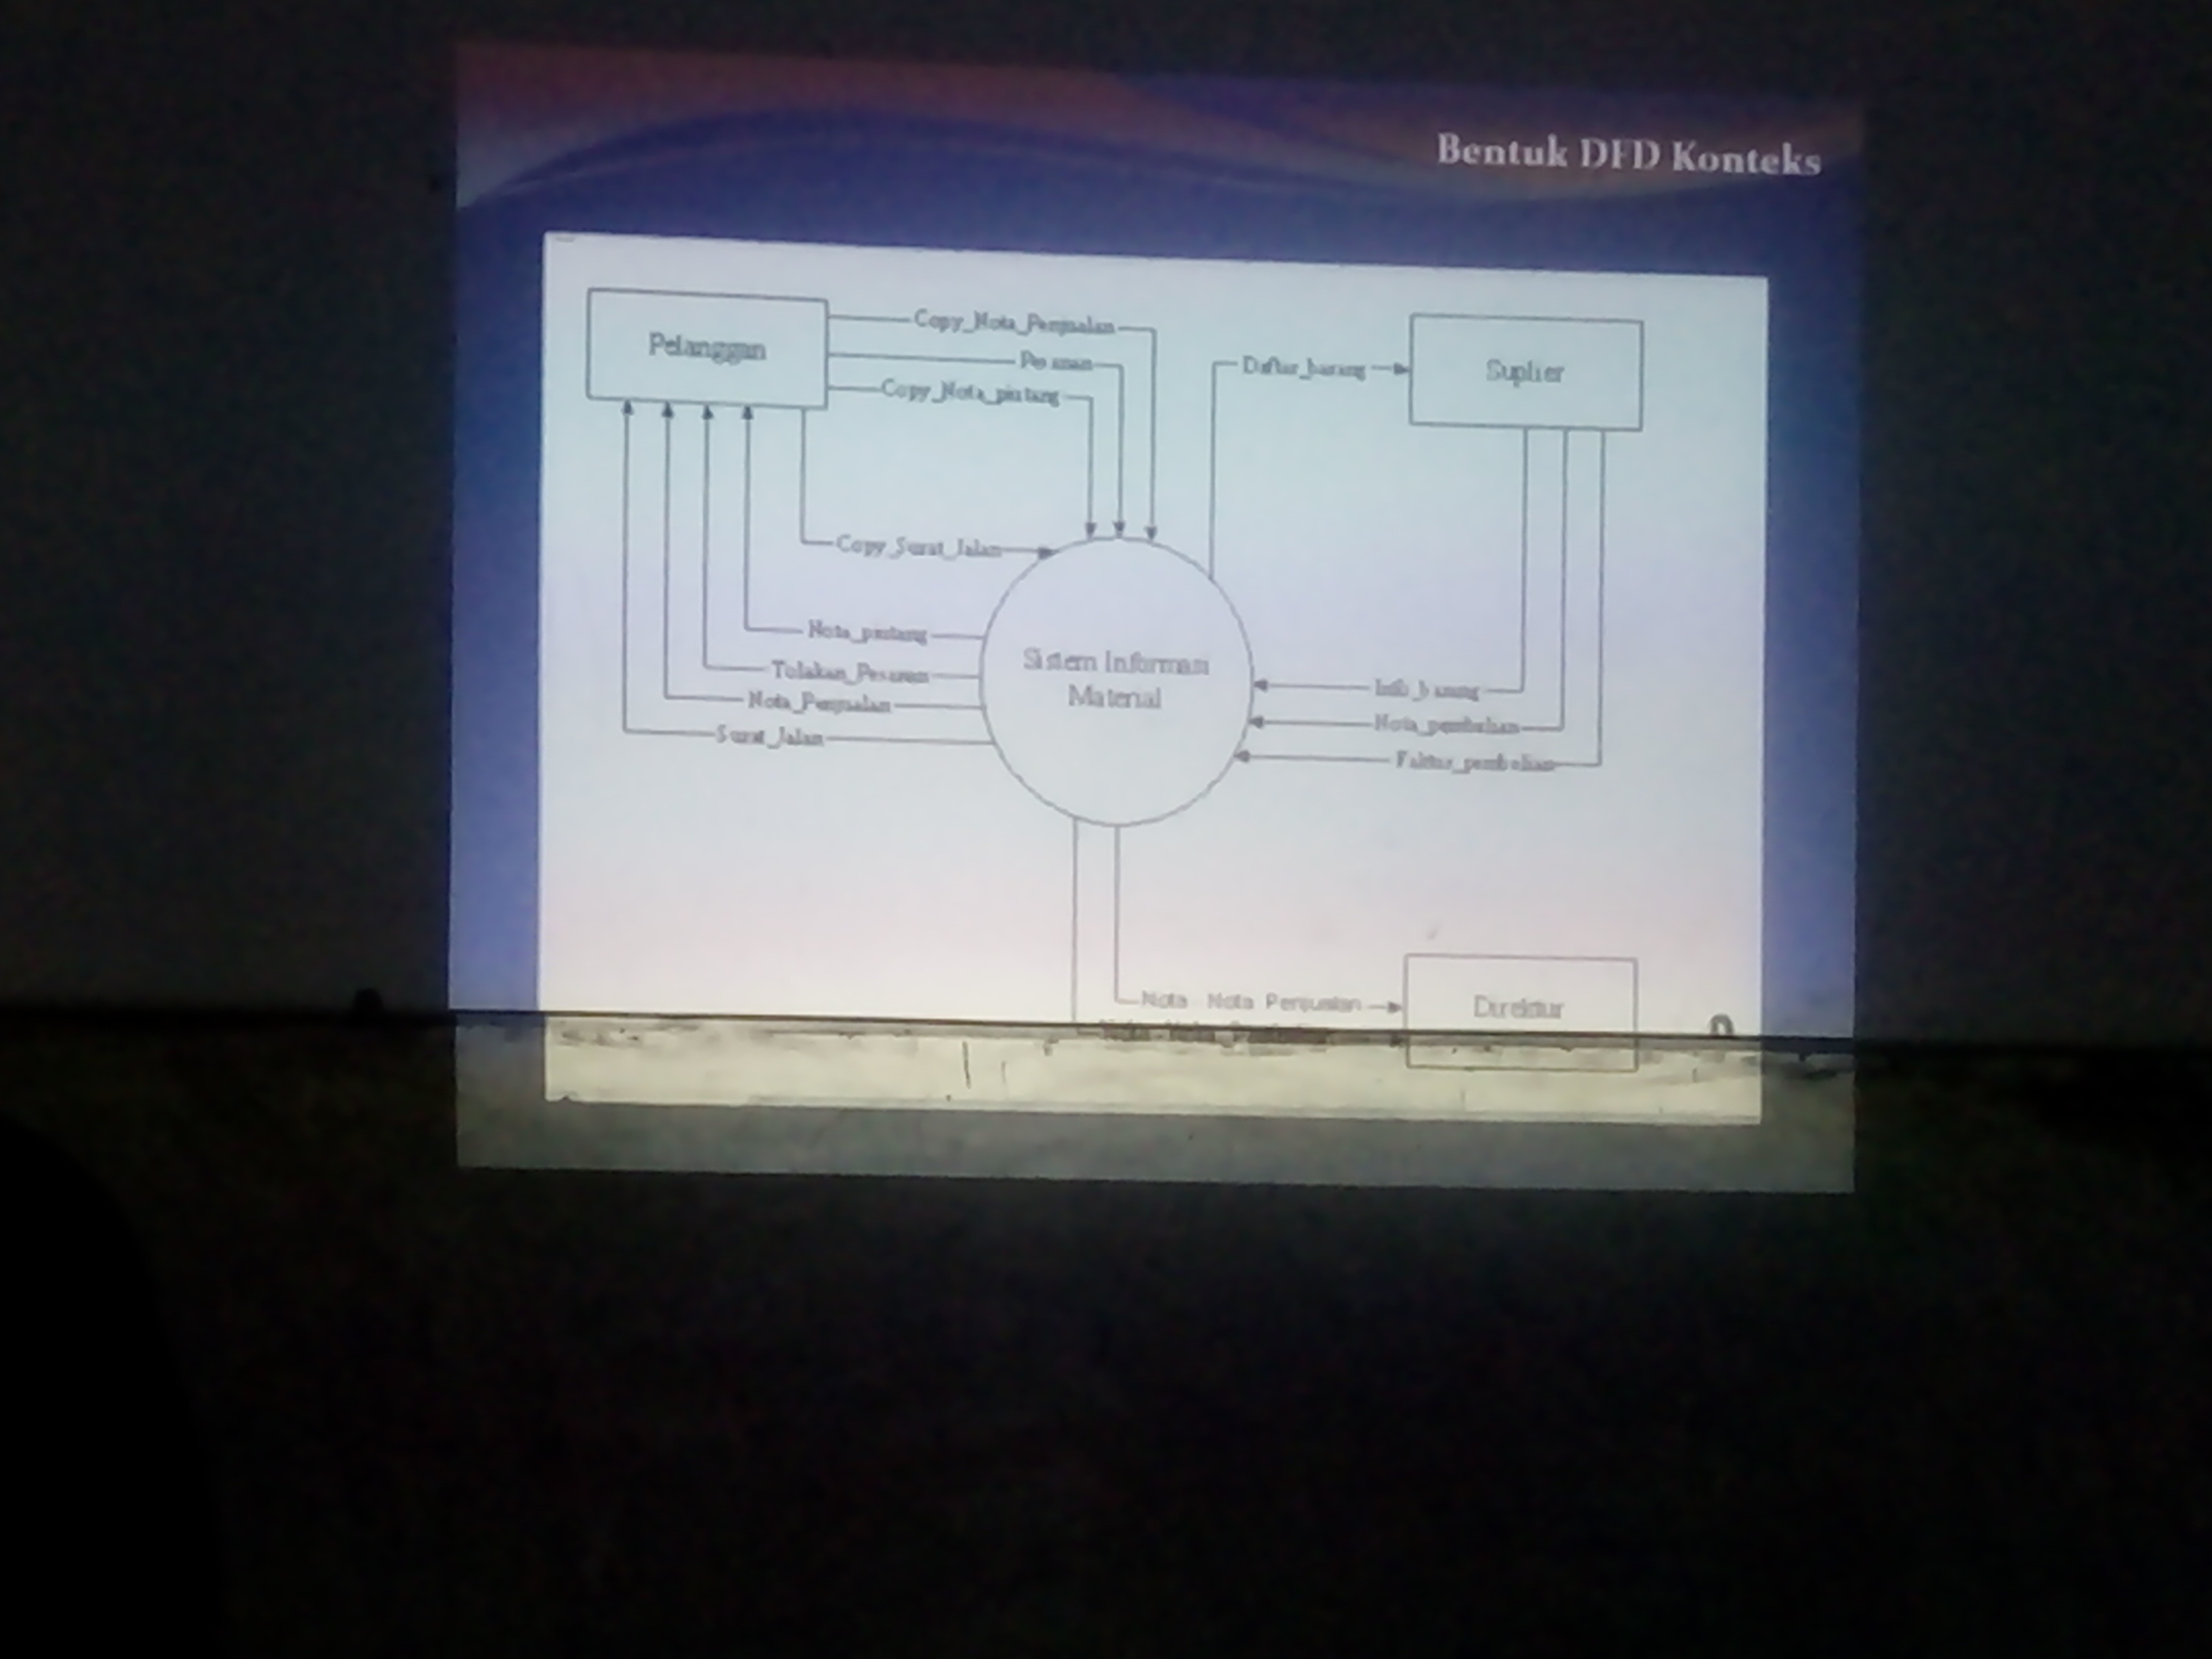 Bentuk DFD Konteks
Pelanggan
Copy_Nota_Penjualan
Pesanan
Copy_Nota_piutang
Daftar_barang
Suplier
Copy_Surat_Jalan
Nota_piutang
Tolakan_Pesanan
Nota_Penjualan
Surat_Jalan
Sistem Informasi
Material
Info_barang
Nota_pembelian
Faktur_pembelian
Nota Nota Penjualan
Direktur